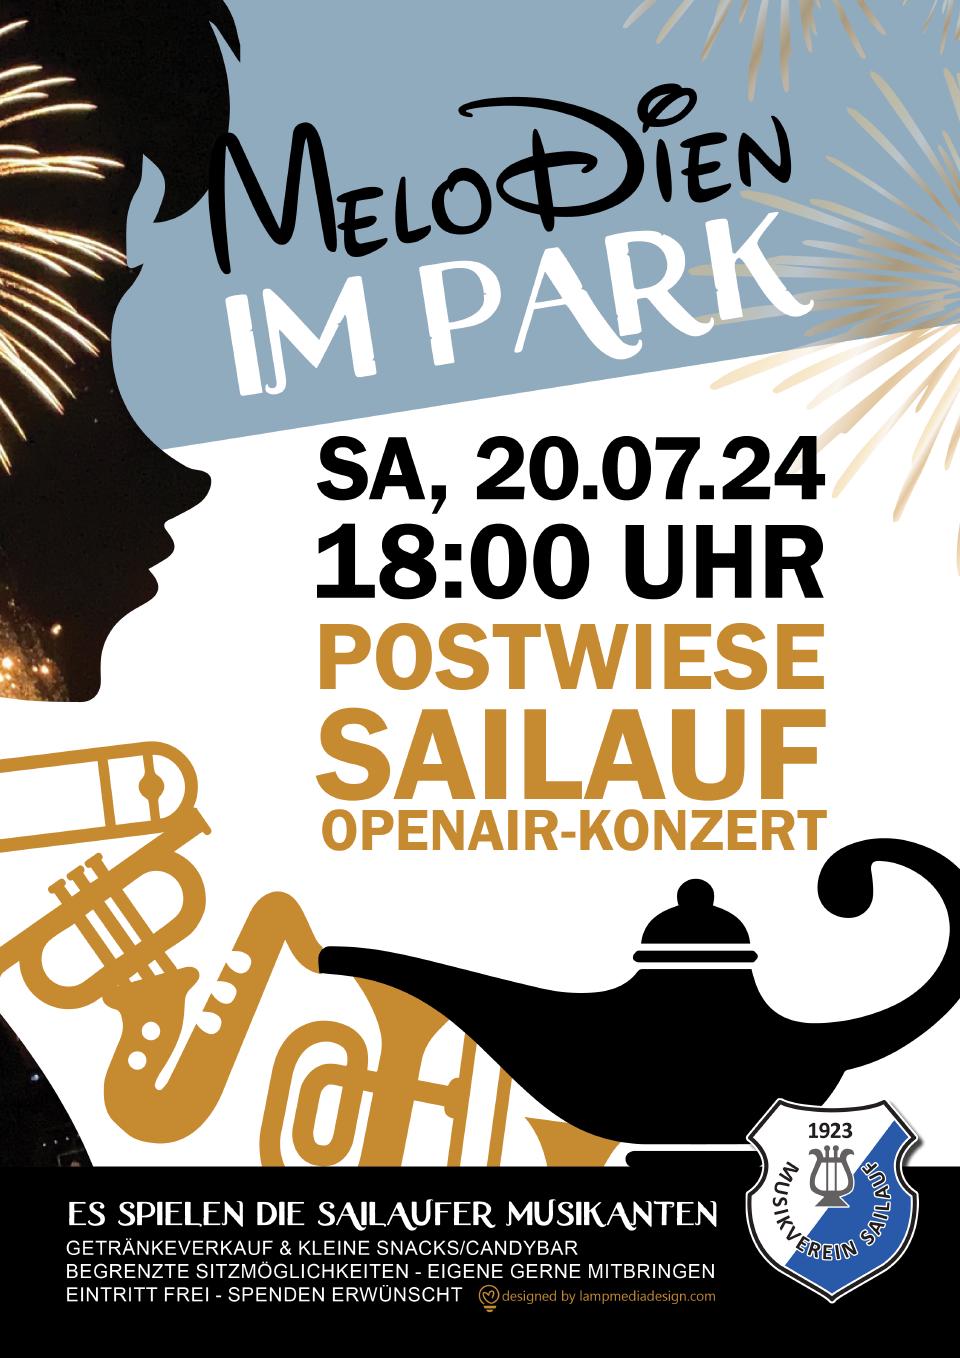 MELODIEN
IM PARK
SA, 20.07.24
18:00 UHR
POSTWIESE
SAILAUF
OPENAIR-KONZERT
1923
MUSIKVEREIN SAILAUF
ES SPIELEN DIE SAILAUFER MUSIKANTEN
GETRÄNKEVERKAUF & KLEINE SNACKS/CANDYBAR
BEGRENZTE SITZMÖGLICHKEITEN - EIGENE GERNE MITBRINGEN
EINTRITT FREI - SPENDEN ERWÜNSCHT designed by lampmediadesign.com